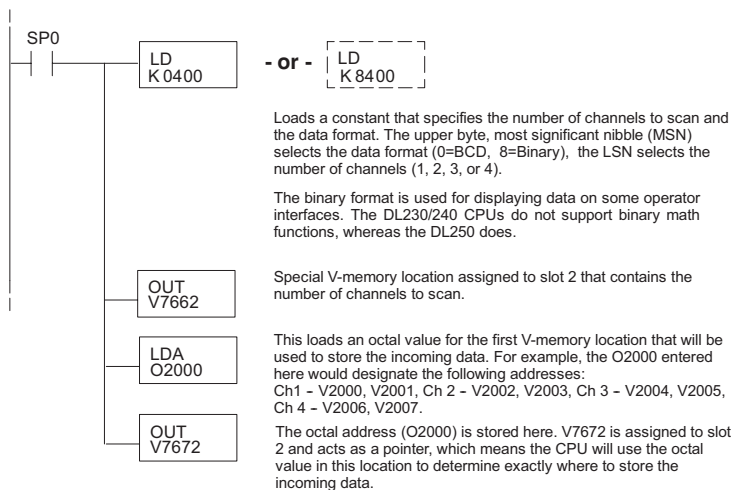 SP0
LD
K 0400
- or -
LD
K 8400
Loads a constant that specifies the number of channels to scan and
the data format. The upper byte, most significant nibble (MSN)
selects the data format (0=BCD, 8=Binary), the LSN selects the
number of channels (1, 2, 3, or 4).
The binary format is used for displaying data on some operator
interfaces. The DL230/240 CPUs do not support binary math
functions, whereas the DL250 does.
OUT
V7662
Special V-memory location assigned to slot 2 that contains the
number of channels to scan.
LDA
O2000
This loads an octal value for the first V-memory location that will be
used to store the incoming data. For example, the O2000 entered
here would designate the following addresses:
Ch1 – V2000, V2001, Ch 2 – V2002, V2003, Ch 3 – V2004, V2005,
Ch 4 – V2006, V2007.
OUT
V7672
The octal address (O2000) is stored here. V7672 is assigned to slot
2 and acts as a pointer, which means the CPU will use the octal
value in this location to determine exactly where to store the
incoming data.